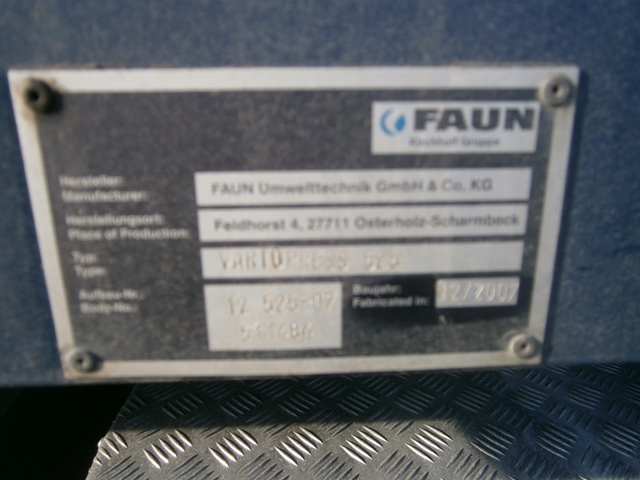 FAUN
Kirchhoff Gruppe
Hersteller:
Manufacturer:
FAUN Umwelttechnik GmbH & Co. KG
Herstellungsort:
Place of Production:
Feldhorst 4, 27711 Osterholz-Scharmbeck
Typ:
Type:
VARIOPRESS 525
Aufbau-Nr.:
Body-No.:
12 525-07
Baujahr:
Fabricated in:
12/2007